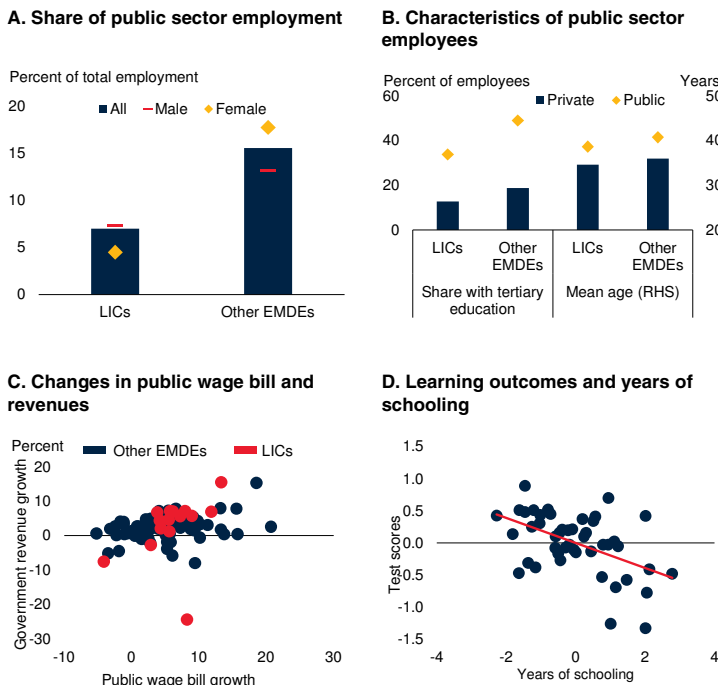 A. Share of public sector employment
Percent of total employment
20
All
Male
Female
15
10
5
0
LICs
Other EMDEs
B. Characteristics of public sector
employees
Percent of employees
Years
60
50
Private
Public
40
20
0
20
LICs
Other
EMDEs
LICs
Other
EMDEs
Share with tertiary
education
Mean age (RHS)
C. Changes in public wage bill and
revenues
Percent
Other EMDEs
LICs
Government revenue growth
20
10
0
-10
-20
-30
-10
0
10
20
30
Public wage bill growth
D. Learning outcomes and years of
schooling
Test scores
1.5
1.0
0.5
0.0
-0.5
-1.0
-1.5
-4
-2
0
2
4
Years of schooling